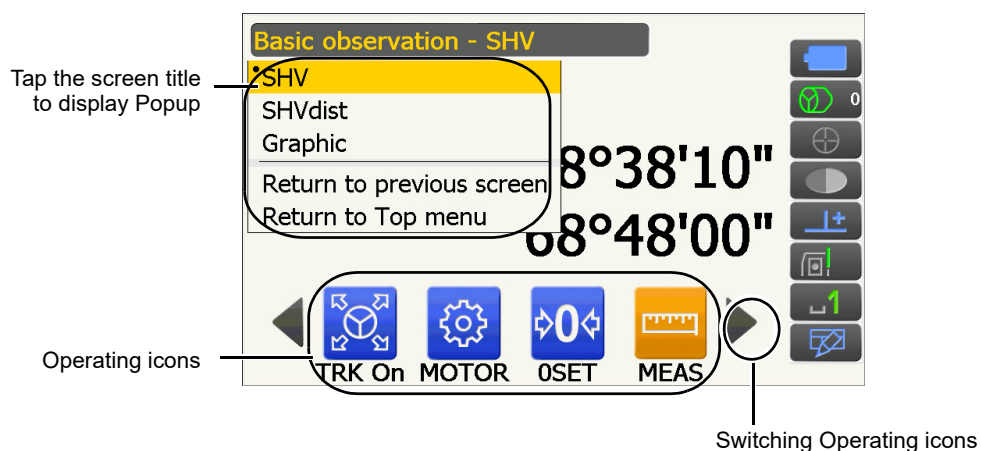 Basic observation - SHV
Tap the screen title
to display Popup
SHV
SHVdist
Graphic
Return to previous screen
Return to Top menu
8°38'10"
68°48'00"
0
1
Operating icons
0
TRK On
MOTOR
0SET
MEAS
Switching Operating icons